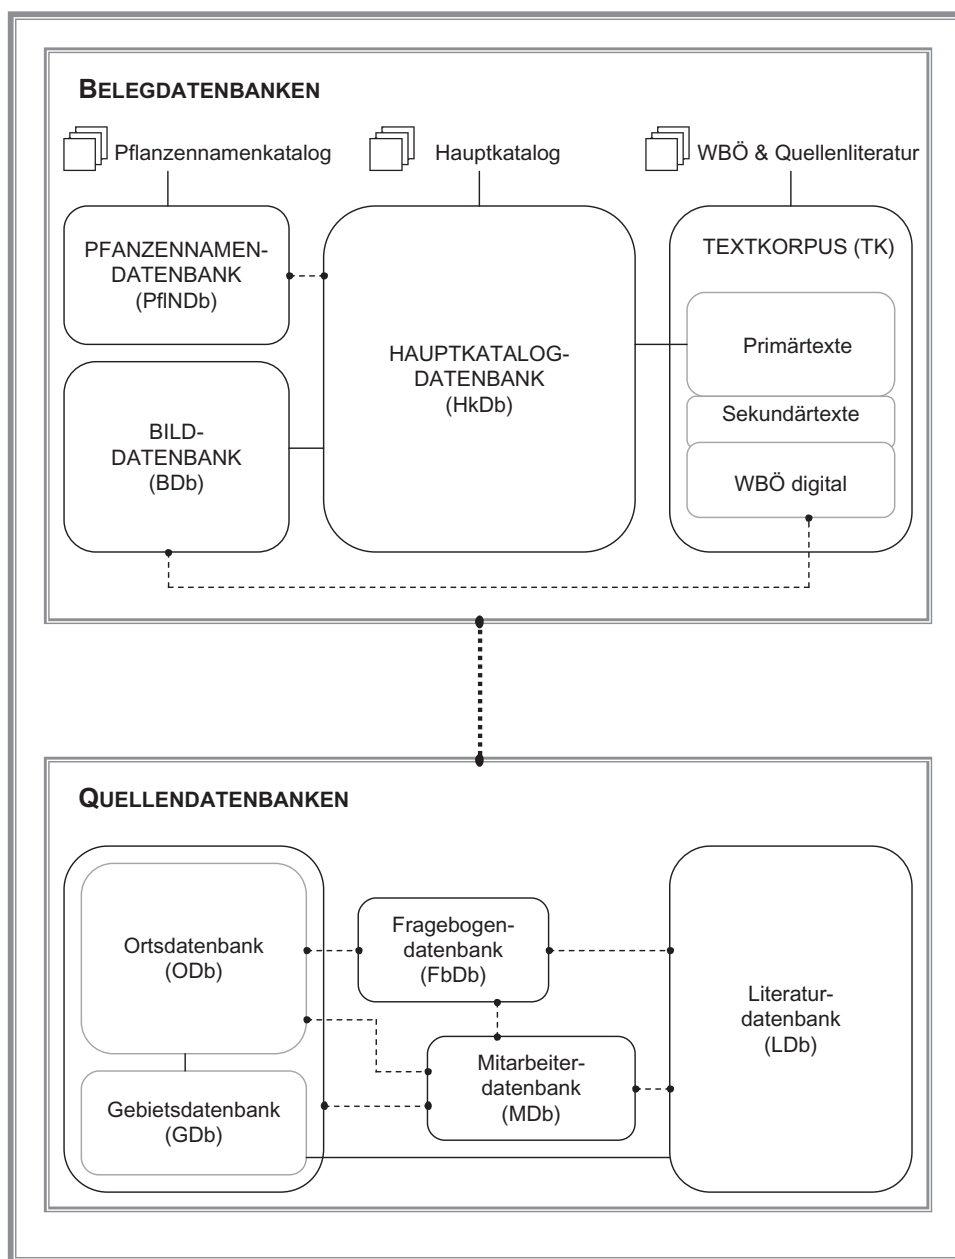 BELEGDATENBANKEN
Pflanzennamenkatalog
Hauptkatalog
WBÖ & Quellenliteratur
PFANZENNAMEN-
DATENBANK
(PflNDb)
HAUPTKATALOG-
DATENBANK
(HkDb)
TEXTKORPUS (TK)
Primärtexte
Sekundärtexte
WBÖ digital
BILD-
DATENBANK
(BDb)
QUELLENDATENBANKEN
Ortsdatenbank
(ODb)
Fragebogen-
datenbank
(FbDb)
Literatur-
datenbank
(LDb)
Gebietsdatenbank
(GDb)
Mitarbeiter-
datenbank
(MDb)